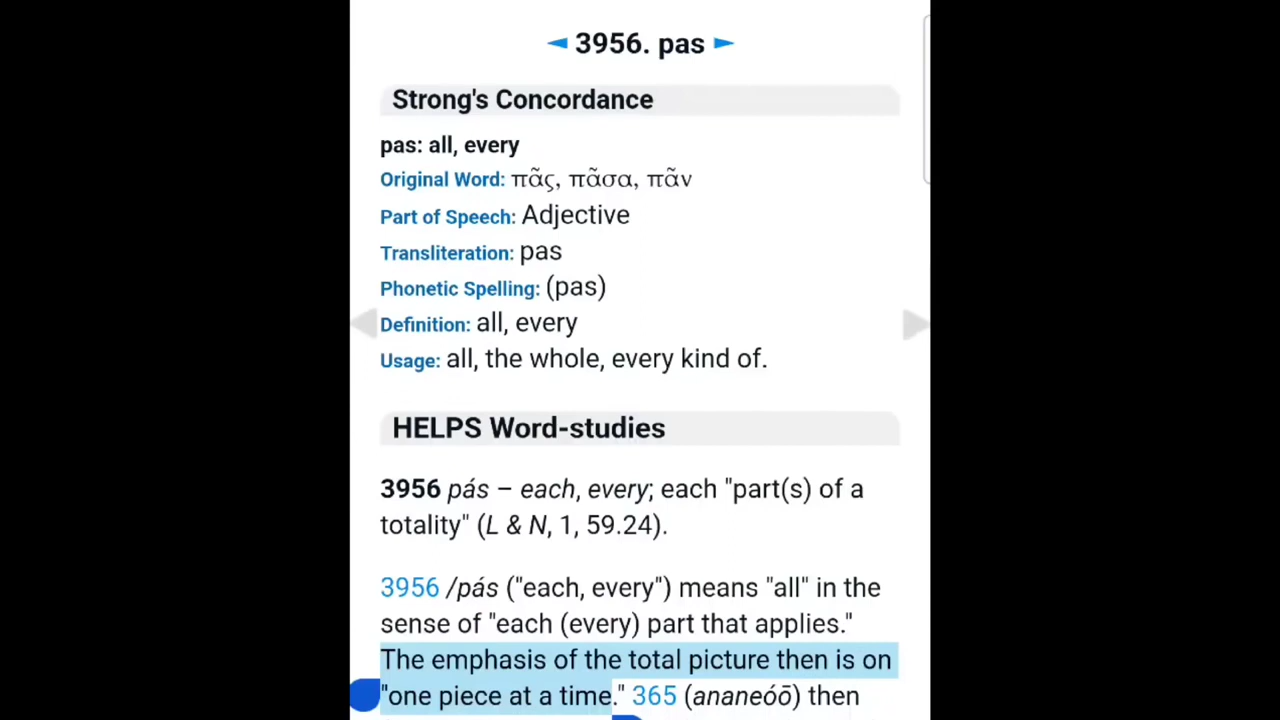 ◄ 3956. pas ►
Strong's Concordance
pas: all, every
Original Word: πᾶς, πᾶσα, πᾶν
Part of Speech: Adjective
Transliteration: pas
Phonetic Spelling: (pas)
Definition: all, every
Usage: all, the whole, every kind of.
HELPS Word-studies
3956 pás – each, every; each "part(s) of a
totality" (L & N, 1, 59.24).
3956 /pás ("each, every") means "all" in the
sense of "each (every) part that applies."
The emphasis of the total picture then is on
"one piece at a time." 365 (ananeóō) then